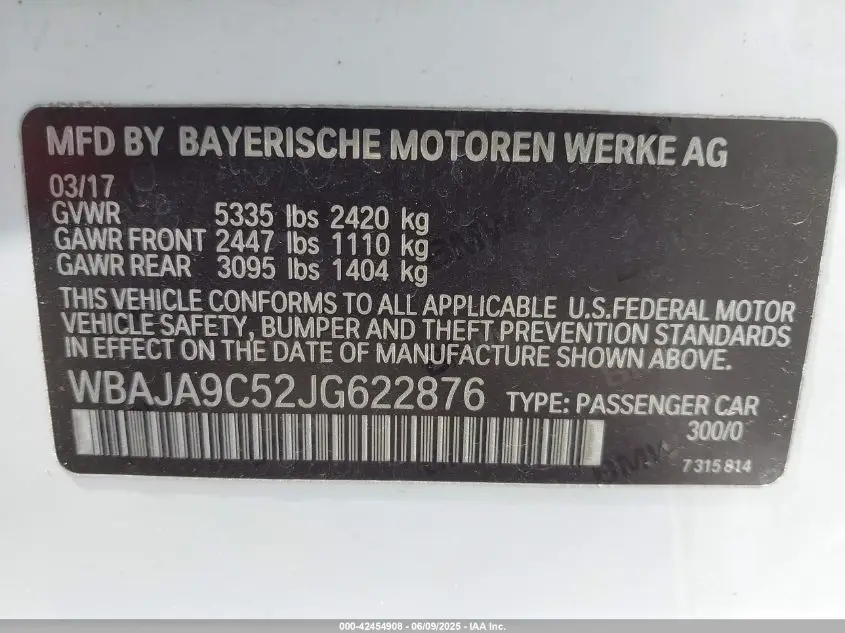 MFD BY BAYERISCHE MOTOREN WERKE AG
03/17
GVWR 5335 lbs 2420 kg
GAWR FRONT 2447 lbs 1110 kg
GAWR REAR 3095 lbs 1404 kg
THIS VEHICLE CONFORMS TO ALL APPLICABLE U.S.FEDERAL MOTOR
VEHICLE SAFETY, BUMPER AND THEFT PREVENTION STANDARDS
IN EFFECT ON THE DATE OF MANUFACTURE SHOWN ABOVE.
WBAJA9C52JG622876 TYPE: PASSENGER CAR
300/0
7 315 814
BMW
000-42454908 - 06/09/2025 - IAA Inc.